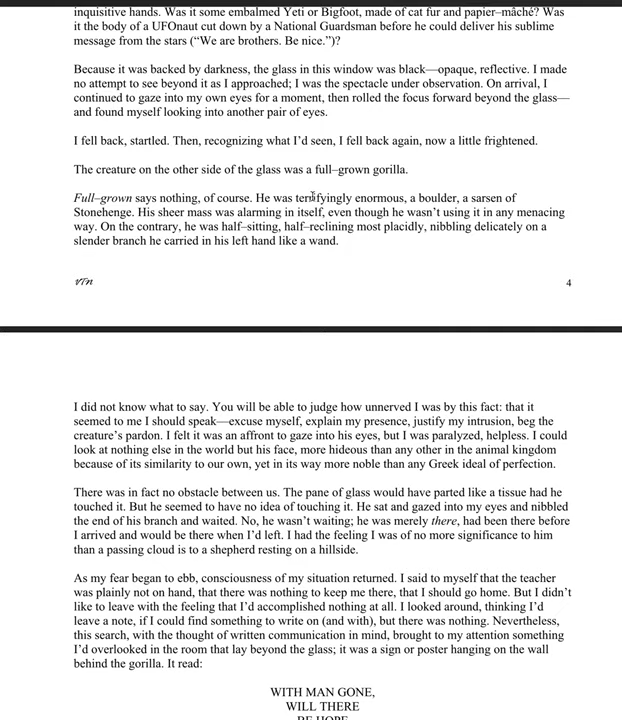 inquisitive hands. Was it some embalmed Yeti or Bigfoot, made of cat fur and papier–mâché? Was
it the body of a UFOnaut cut down by a National Guardsman before he could deliver his sublime
message from the stars (“We are brothers. Be nice.”)?
Because it was backed by darkness, the glass in this window was black—opaque, reflective. I made
no attempt to see beyond it as I approached; I was the spectacle under observation. On arrival, I
continued to gaze into my own eyes for a moment, then rolled the focus forward beyond the glass—
and found myself looking into another pair of eyes.
I fell back, startled. Then, recognizing what I’d seen, I fell back again, now a little frightened.
The creature on the other side of the glass was a full–grown gorilla.
Full–grown says nothing, of course. He was terrifyingly enormous, a boulder, a sarsen of
Stonehenge. His sheer mass was alarming in itself, even though he wasn’t using it in any menacing
way. On the contrary, he was half–sitting, half–reclining most placidly, nibbling delicately on a
slender branch he carried in his left hand like a wand.
4
I did not know what to say. You will be able to judge how unnerved I was by this fact: that it
seemed to me I should speak—excuse myself, explain my presence, justify my intrusion, beg the
creature’s pardon. I felt it was an affront to gaze into his eyes, but I was paralyzed, helpless. I could
look at nothing else in the world but his face, more hideous than any other in the animal kingdom
because of its similarity to our own, yet in its way more noble than any Greek ideal of perfection.
There was in fact no obstacle between us. The pane of glass would have parted like a tissue had he
touched it. But he seemed to have no idea of touching it. He sat and gazed into my eyes and nibbled
the end of his branch and waited. No, he wasn’t waiting; he was merely there, had been there before
I arrived and would be there when I’d left. I had the feeling I was of no more significance to him
than a passing cloud is to a shepherd resting on a hillside.
As my fear began to ebb, consciousness of my situation returned. I said to myself that the teacher
was plainly not on hand, that there was nothing to keep me there, that I should go home. But I didn’t
like to leave with the feeling that I’d accomplished nothing at all. I looked around, thinking I’d
leave a note, if I could find something to write on (and with), but there was nothing. Nevertheless,
this search, with the thought of written communication in mind, brought to my attention something
I’d overlooked in the room that lay beyond the glass; it was a sign or poster hanging on the wall
behind the gorilla. It read:
WITH MAN GONE,
WILL THERE
BE HOPE